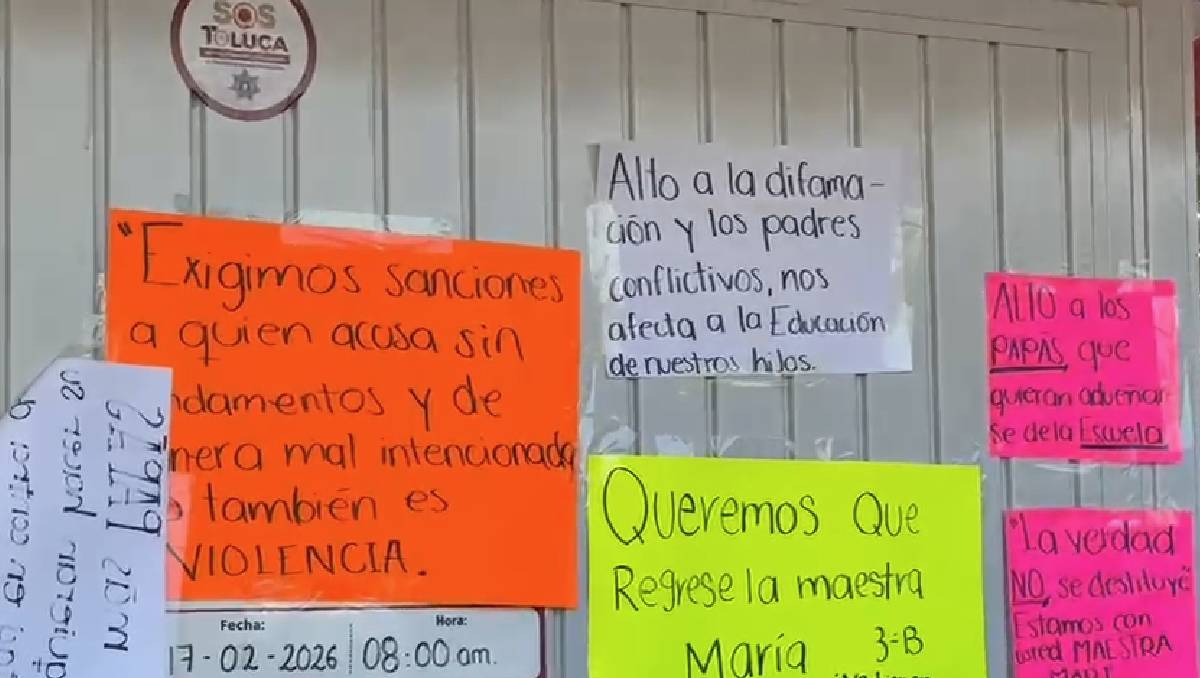 SOS
TOLUCA
"Exigimos sanciones
a quien acusa sin
ndamentos y de
nera mal intencionada
también es
VIOLENCIA.
Alto a la difama-
ción y los padres
conflictivos, nos
afecta a la Educación
de nuestros hijos.
ALTO a los
PAPÁS, que
quieran adueñar
se de la Escuela
Queremos Que
Regrese la maestra
María 3-B
"La verdad
NO, se destituye"
Estamos con
usted MAESTRA
Fecha: Hora:
17-02-2026 08:00 am.